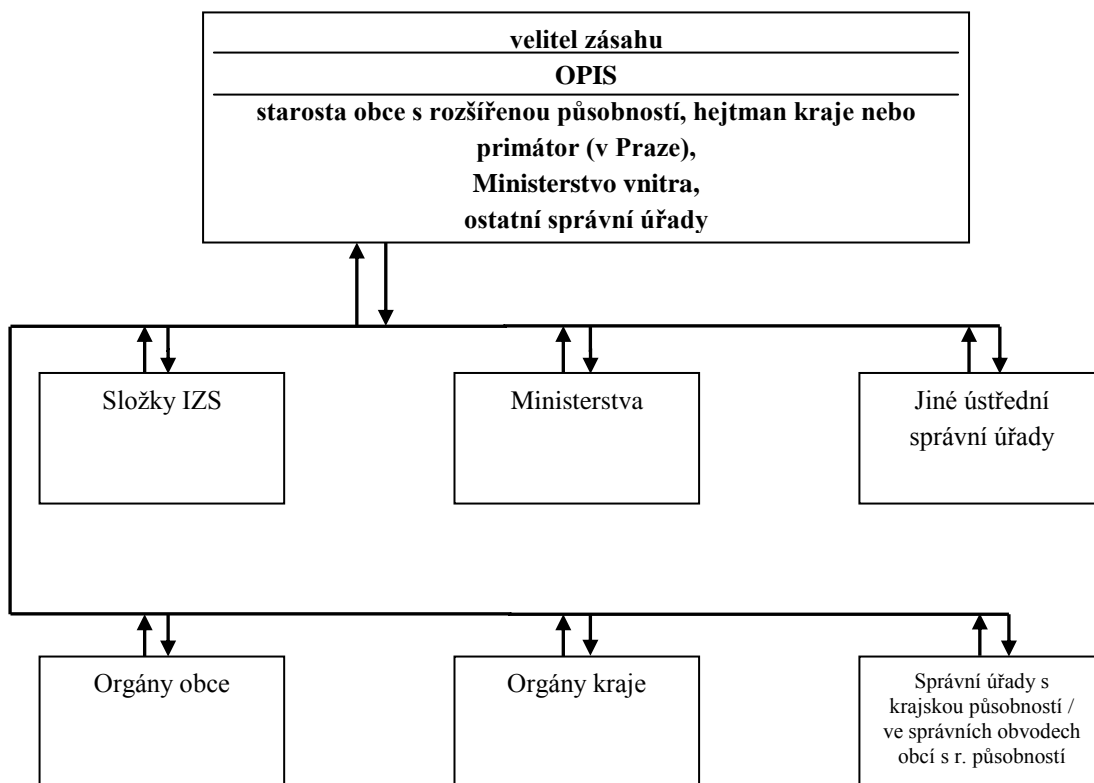 velitel zásahu
OPIS
starosta obce s rozšířenou působností, hejtman kraje nebo
primátor (v Praze),
Ministerstvo vnitra,
ostatní správní úřady
Složky IZS
Ministerstva
Jiné ústřední
správní úřady
Orgány obce
Orgány kraje
Správní úřady s
krajskou působností /
ve správních obvodech
obcí s r. působností